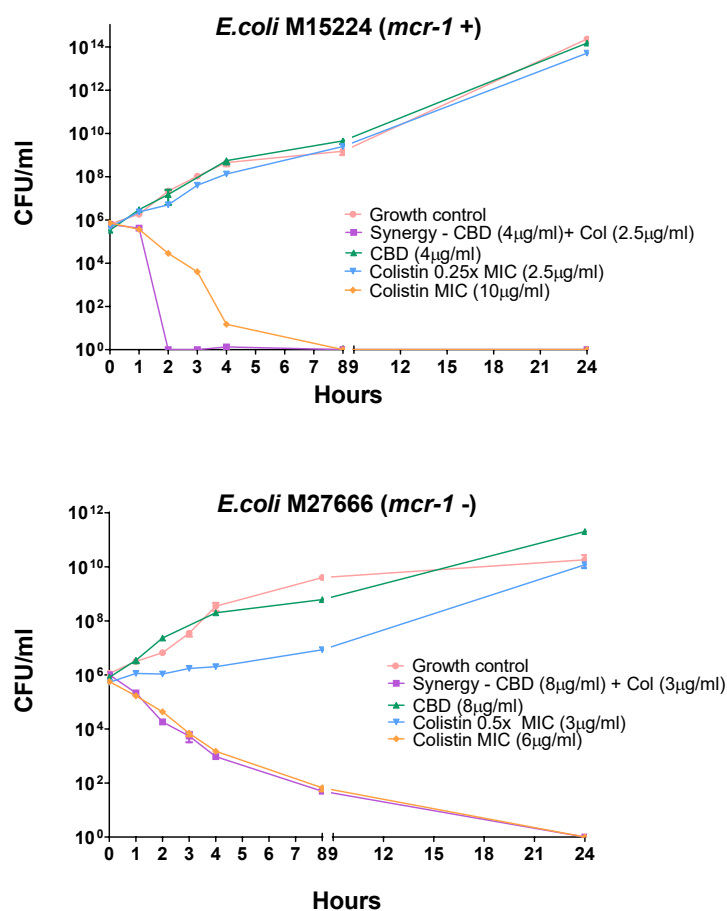 E.coli M15224 (mcr-1 +)
10^14
10^12
10^10
10^8
10^6
10^4
10^2
10^0
CFU/ml
Growth control
Synergy - CBD (4μg/ml)+ Col (2.5μg/ml)
CBD (4μg/ml)
Colistin 0.25x MIC (2.5μg/ml)
Colistin MIC (10μg/ml)
0 1 2 3 4 5 6 7 8 9 12 15 18 21 24
Hours
E.coli M27666 (mcr-1 -)
10^12
10^10
10^8
10^6
10^4
10^2
10^0
CFU/ml
Growth control
Synergy - CBD (8μg/ml) + Col (3μg/ml)
CBD (8μg/ml)
Colistin 0.5x MIC (3μg/ml)
Colistin MIC (6μg/ml)
0 1 2 3 4 5 6 7 8 9 12 15 18 21 24
Hours